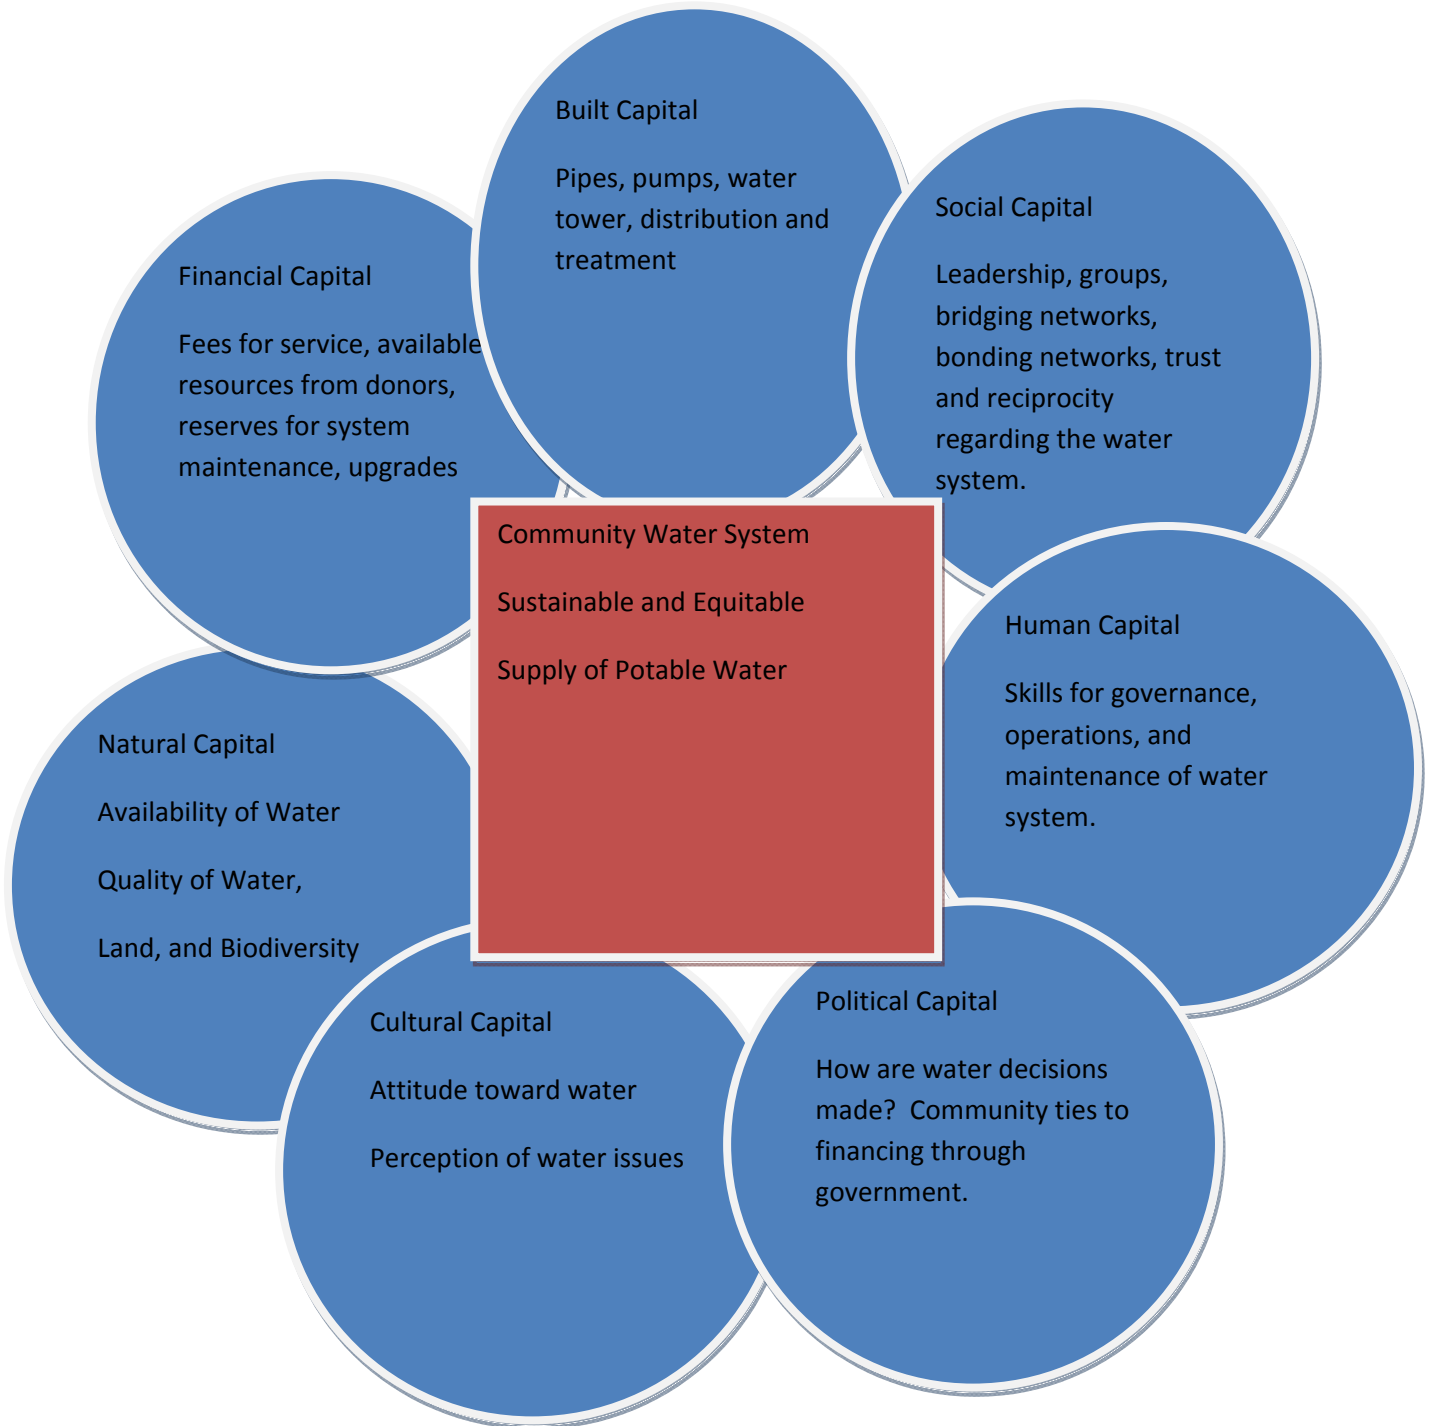 Built Capital
Pipes, pumps, water
tower, distribution and
treatment
Social Capital
Leadership, groups,
bridging networks,
bonding networks, trust
and reciprocity
regarding the water
system.
Financial Capital
Fees for service, available
resources from donors,
reserves for system
maintenance, upgrades
Community Water System
Sustainable and Equitable
Supply of Potable Water
Human Capital
Skills for governance,
operations, and
maintenance of water
system.
Natural Capital
Availability of Water
Quality of Water,
Land, and Biodiversity
Cultural Capital
Attitude toward water
Perception of water issues
Political Capital
How are water decisions
made?  Community ties to
financing through
government.